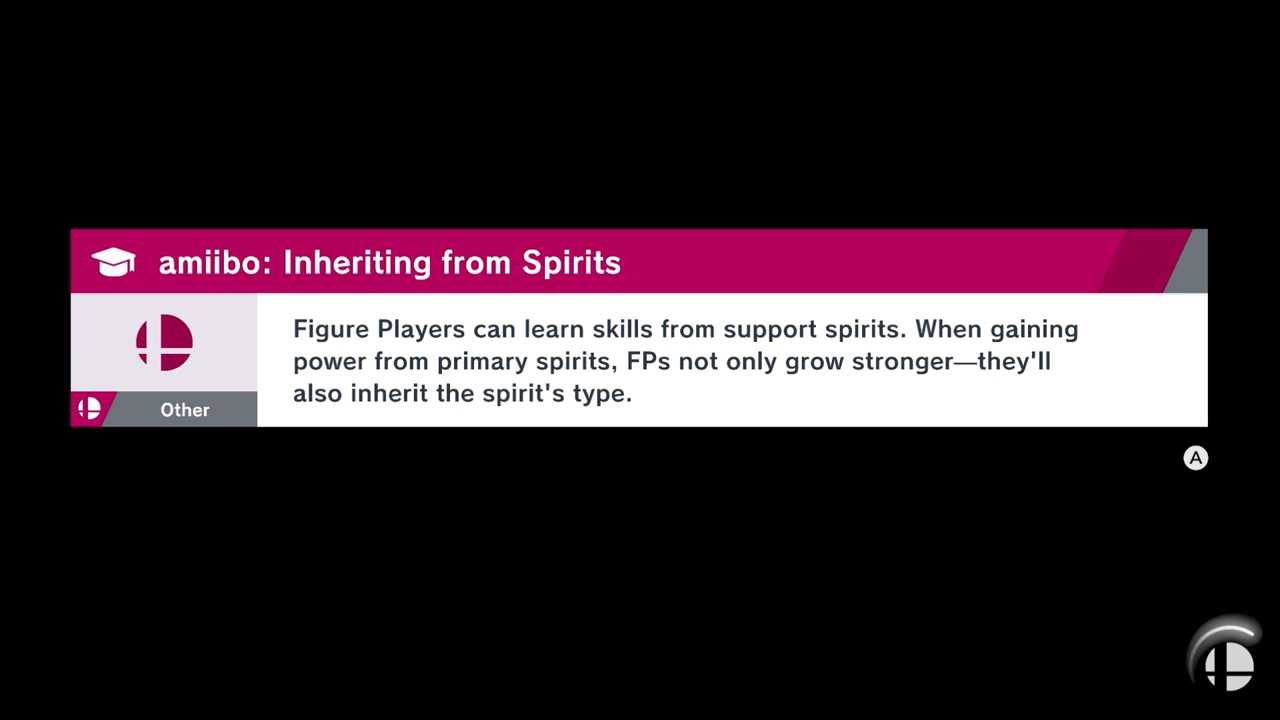 amiibo: Inheriting from Spirits
Figure Players can learn skills from support spirits. When gaining
power from primary spirits, FPs not only grow stronger—they'll
also inherit the spirit's type.
Other
A